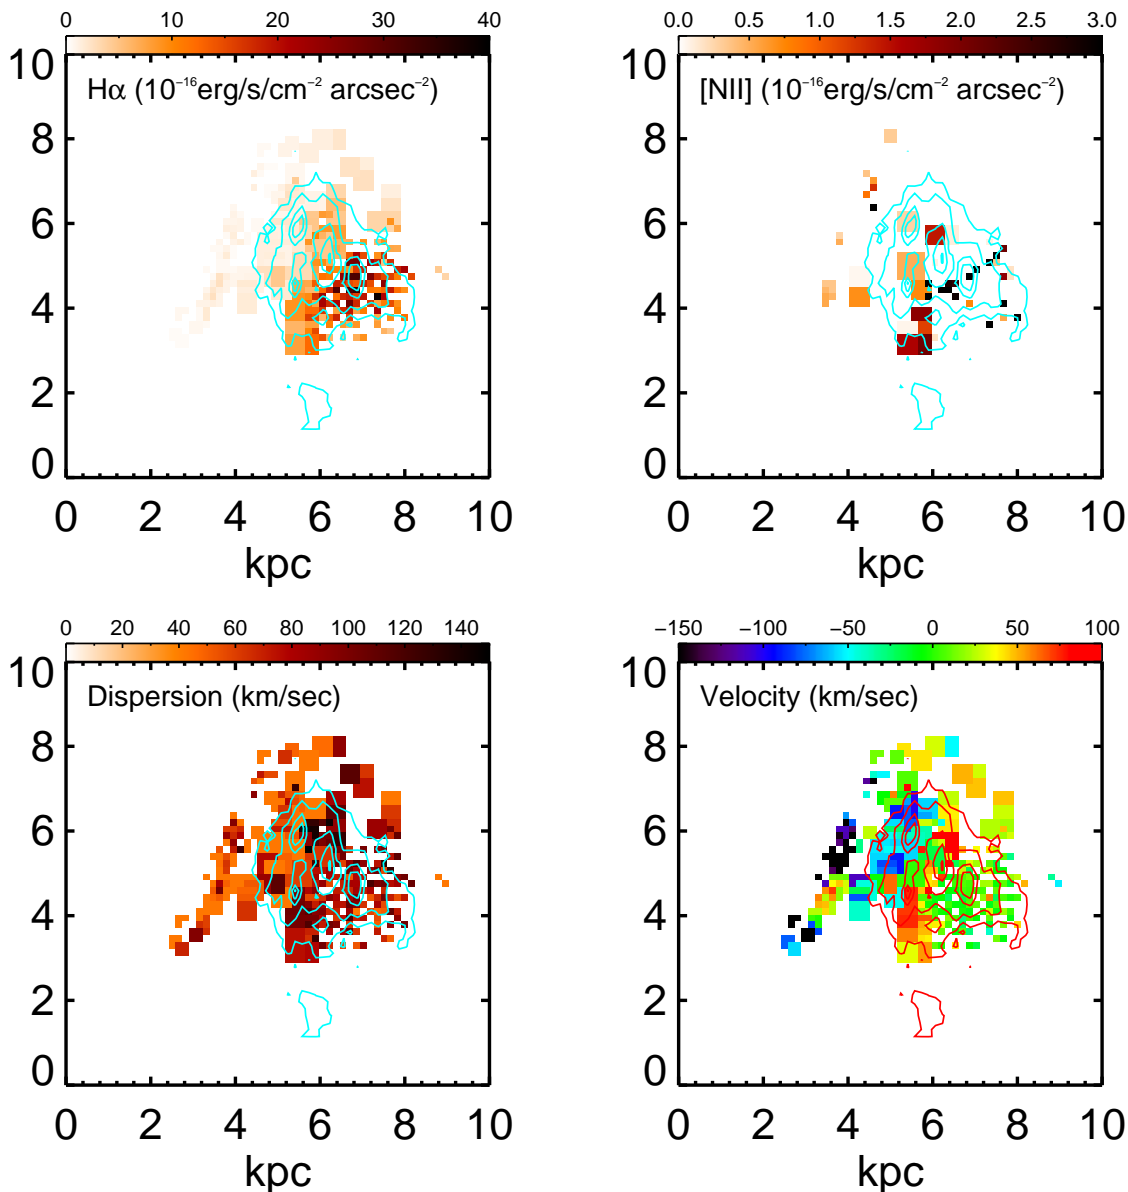 0 10 20 30 40
Hα (10⁻¹⁶erg/s/cm⁻² arcsec⁻²)
10
8
6
4
2
0
0 2 4 6 8 10
kpc
0.0 0.5 1.0 1.5 2.0 2.5 3.0
[NII] (10⁻¹⁶erg/s/cm⁻² arcsec⁻²)
10
8
6
4
2
0
0 2 4 6 8 10
kpc
0 20 40 60 80 100 120 140
Dispersion (km/sec)
10
8
6
4
2
0
0 2 4 6 8 10
kpc
−150 −100 −50 0 50 100
Velocity (km/sec)
10
8
6
4
2
0
0 2 4 6 8 10
kpc